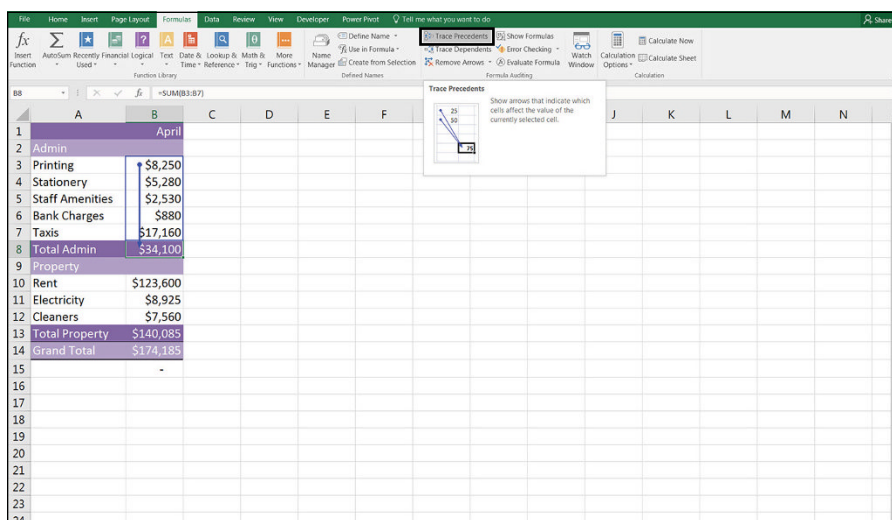 File Home Insert Page Layout Formulas Data Review View Developer Power Pivot Tell me what you want to do Share
fx Insert Function
AutoSum
Recently Used
Financial
Logical
Text
Date & Time
Lookup & Reference
Math & Trig
More Functions
Function Library
Name Manager
Define Name
Use in Formula
Create from Selection
Defined Names
Trace Precedents
Trace Dependents
Remove Arrows
Show Formulas
Error Checking
Evaluate Formula
Watch Window
Formula Auditing
Calculation Options
Calculate Now
Calculate Sheet
Calculation
B8 fx =SUM(B3:B7)
Trace Precedents
Show arrows that indicate which
cells affect the value of the
currently selected cell.
25
50
75
A B C D E F J K L M N
1 April
2 Admin
3 Printing $8,250
4 Stationery $5,280
5 Staff Amenities $2,530
6 Bank Charges $880
7 Taxis $17,160
8 Total Admin $34,100
9 Property
10 Rent $123,600
11 Electricity $8,925
12 Cleaners $7,560
13 Total Property $140,085
14 Grand Total $174,185
15 -
16
17
18
19
20
21
22
23
24